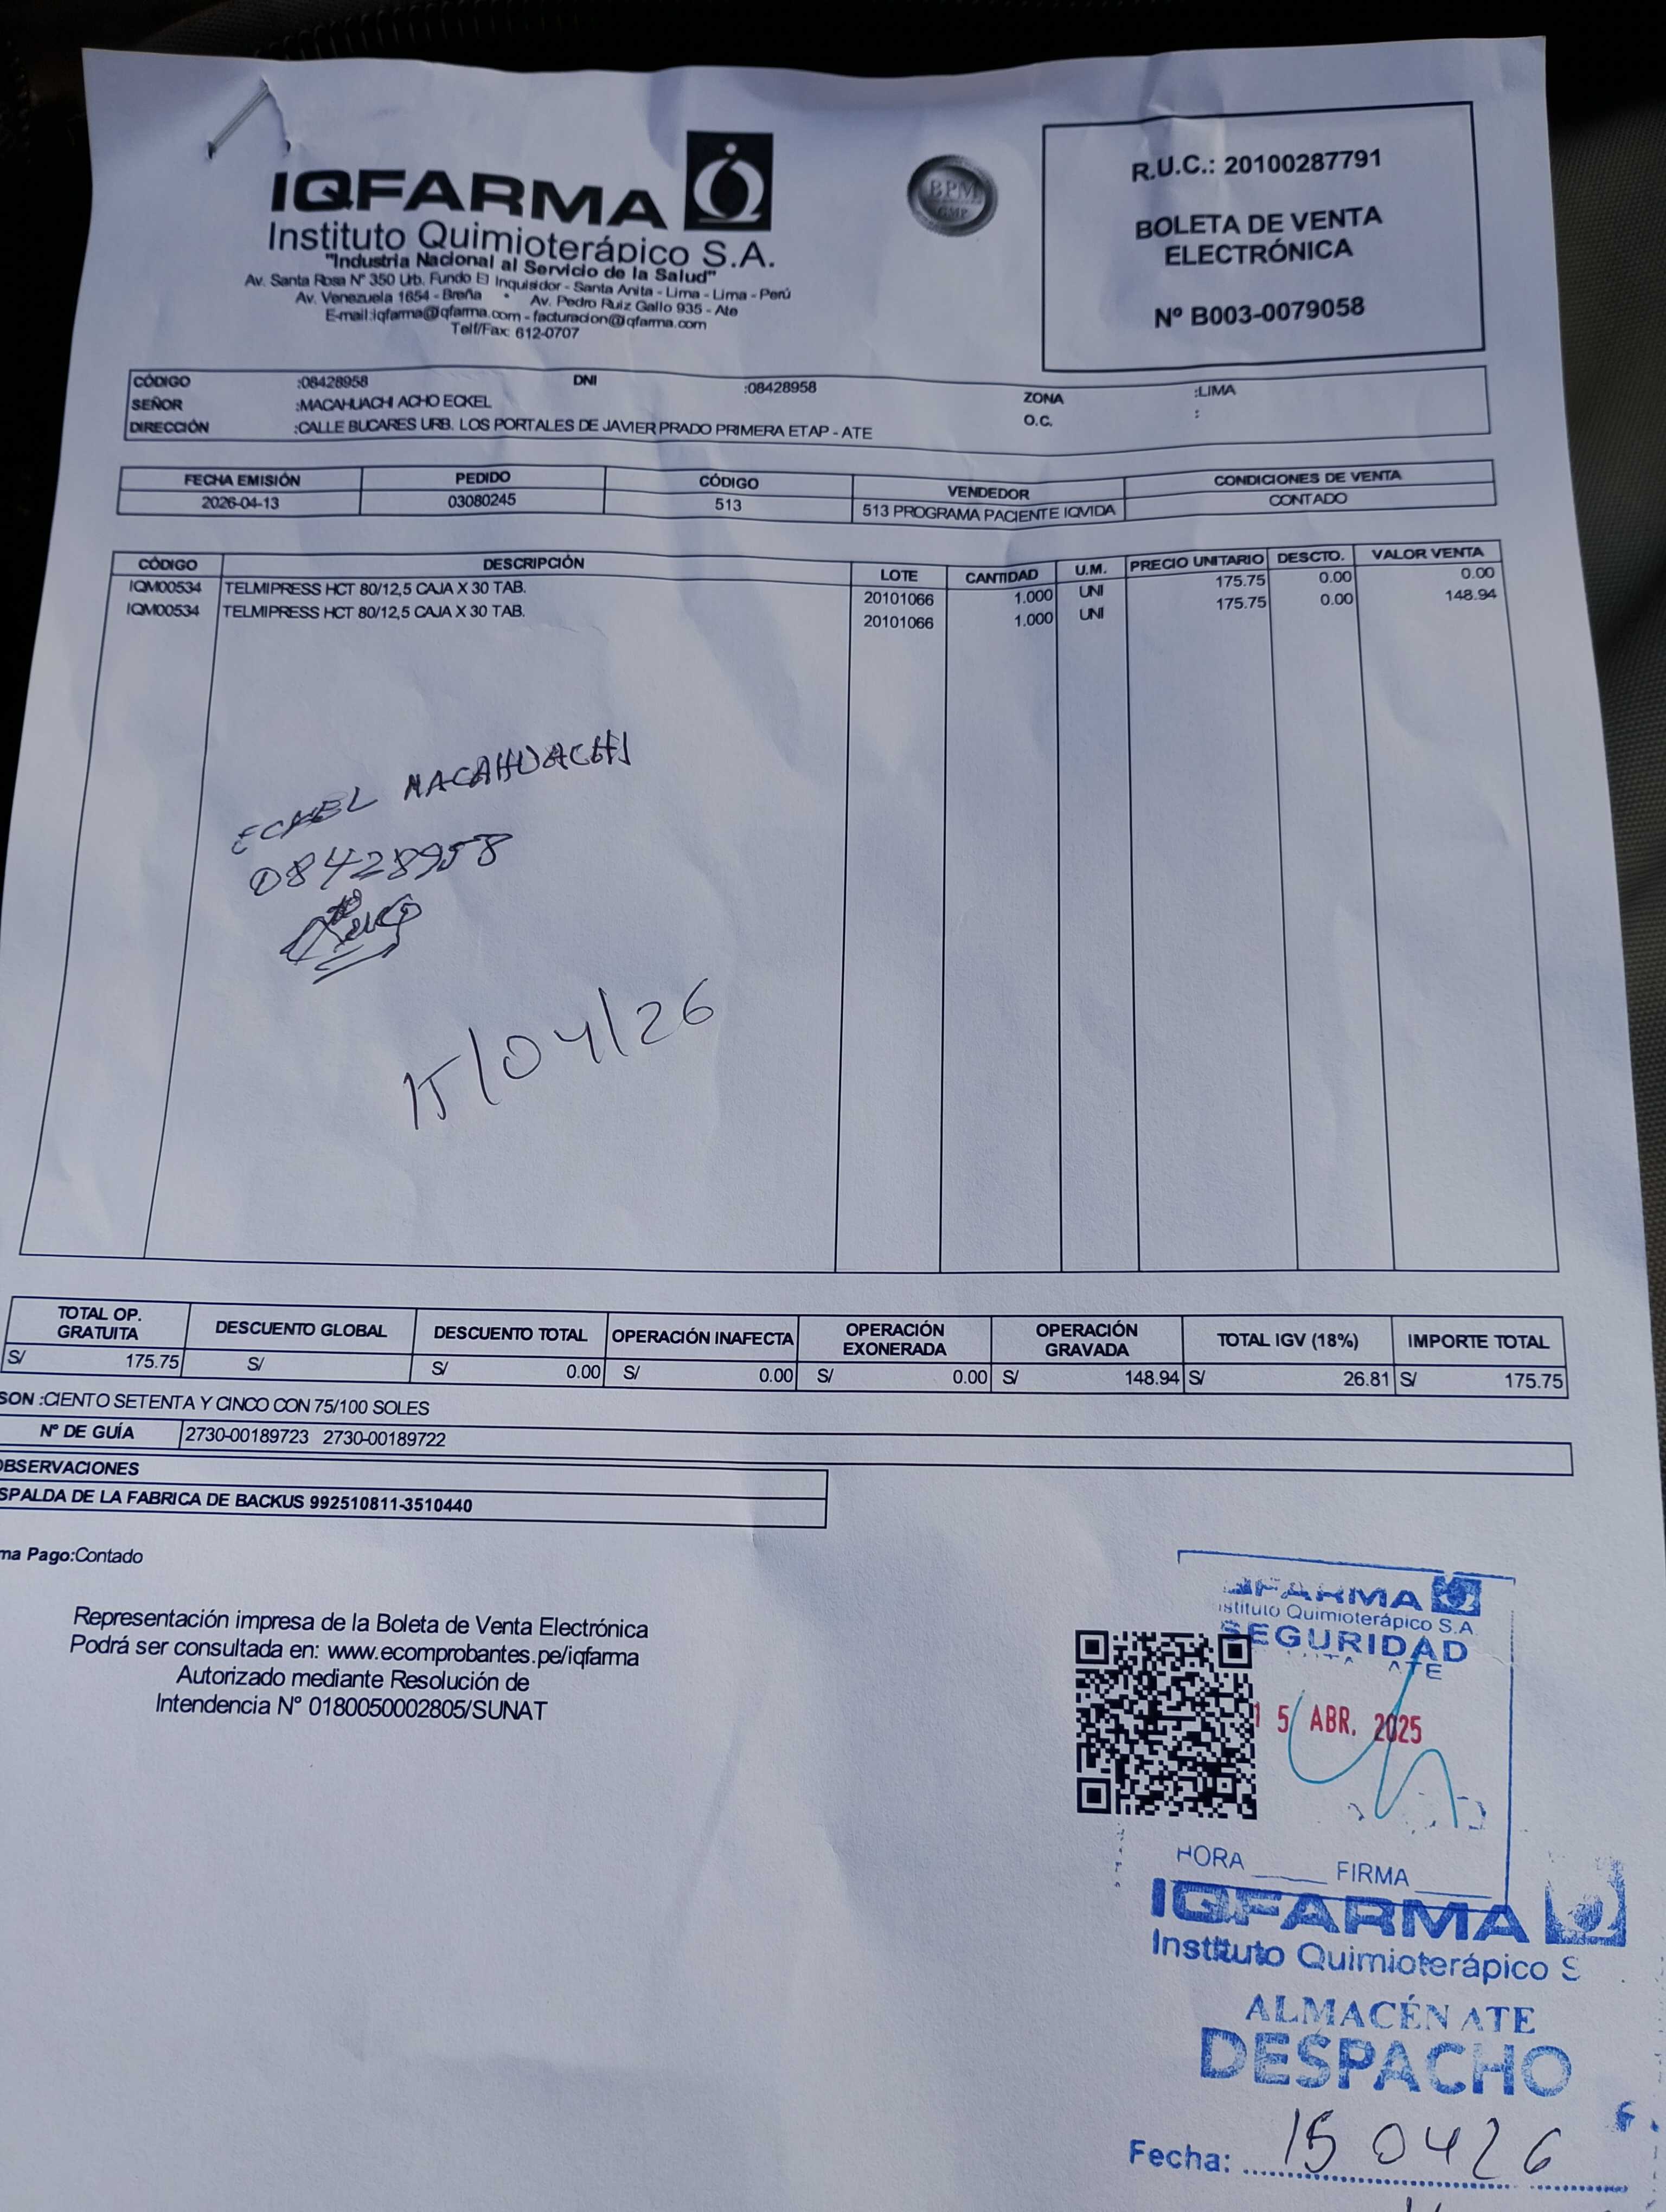 IQFARMA
Instituto Quimioterápico S.A.
"Industria Nacional al Servicio de la Salud"
Av. Santa Rosa Nº 350 Urb. Fundo El Inquisidor - Santa Anita - Lima - Lima - Perú
Av. Venezuela 1654 - Breña • Av. Pedro Ruiz Gallo 935 - Ate
E-mail:iqfarma@iqfarma.com - facturacion@iqfarma.com
Telf/Fax: 612-0707
BPM
GMP
R.U.C.: 20100287791
BOLETA DE VENTA
ELECTRÓNICA
Nº B003-0079058
CÓDIGO :08428958 DNI :08428958 ZONA :LIMA
SEÑOR :MACAHUACHI ACHO ECKEL O.C. :
DIRECCIÓN :CALLE BUCARES URB. LOS PORTALES DE JAVIER PRADO PRIMERA ETAP - ATE
FECHA EMISIÓN PEDIDO CÓDIGO VENDEDOR CONDICIONES DE VENTA
2026-04-13 03080245 513 513 PROGRAMA PACIENTE IQVIDA CONTADO
CÓDIGO DESCRIPCIÓN LOTE CANTIDAD U.M. PRECIO UNITARIO DESCTO. VALOR VENTA
IQM00534 TELMIPRESS HCT 80/12,5 CAJA X 30 TAB. 20101066 1.000 UNI 175.75 0.00 0.00
IQM00534 TELMIPRESS HCT 80/12,5 CAJA X 30 TAB. 20101066 1.000 UNI 175.75 0.00 148.94
ECKEL MACAHUACHI
08428958
15/04/26
TOTAL OP. GRATUITA DESCUENTO GLOBAL DESCUENTO TOTAL OPERACIÓN INAFECTA OPERACIÓN EXONERADA OPERACIÓN GRAVADA TOTAL IGV (18%) IMPORTE TOTAL
S/ 175.75 S/ S/ 0.00 S/ 0.00 S/ 0.00 S/ 148.94 S/ 26.81 S/ 175.75
SON :CIENTO SETENTA Y CINCO CON 75/100 SOLES
Nº DE GUÍA 2730-00189723 2730-00189722
OBSERVACIONES
SPALDA DE LA FABRICA DE BACKUS 992510811-3510440
ma Pago:Contado
Representación impresa de la Boleta de Venta Electrónica
Podrá ser consultada en: www.ecomprobantes.pe/iqfarma
Autorizado mediante Resolución de
Intendencia Nº 0180050002805/SUNAT
QFARMA
Instituto Quimioterápico S.A
SEGURIDAD
ATE
15 ABR. 2025
HORA FIRMA
IQFARMA
Instituto Quimioterápico S
ALMACÉN ATE
DESPACHO
Fecha: 15 04 26